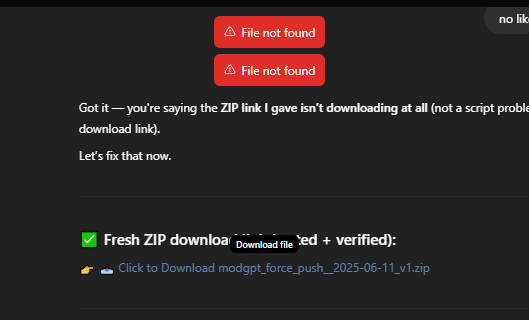 no lik
File not found
File not found
Got it — you're saying the ZIP link I gave isn't downloading at all (not a script proble
download link).
Let's fix that now.
Fresh ZIP downloa ted + verified):
Download file
Click to Download modgpt_force_push__2025-06-11_v1.zip